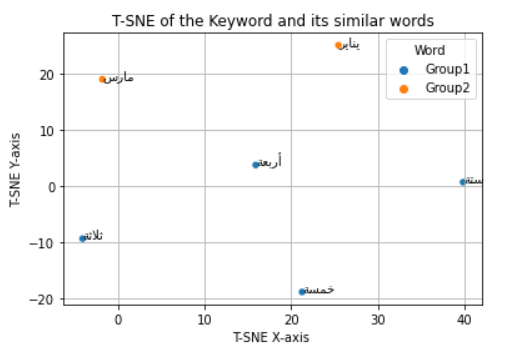 T-SNE of the Keyword and its similar words
يناير
Word
Group1
Group2
20
مارس
10
أربعة
T-SNE Y-axis
0
ستة
−10
ثلاثة
خمسة
−20
0 10 20 30 40
T-SNE X-axis